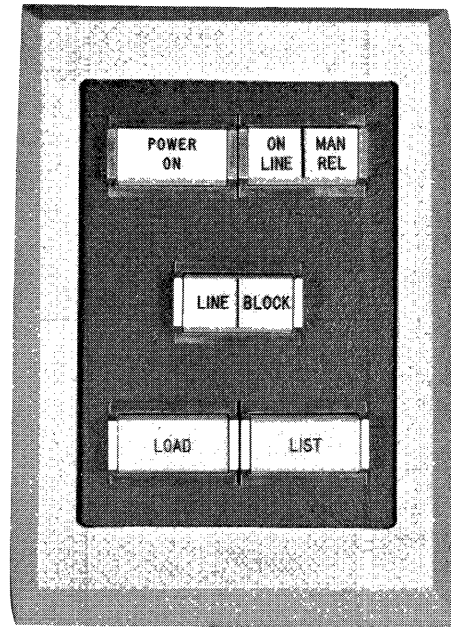 POWER
ON
ON
LINE
MAN
REL
LINE
BLOCK
LOAD
LIST